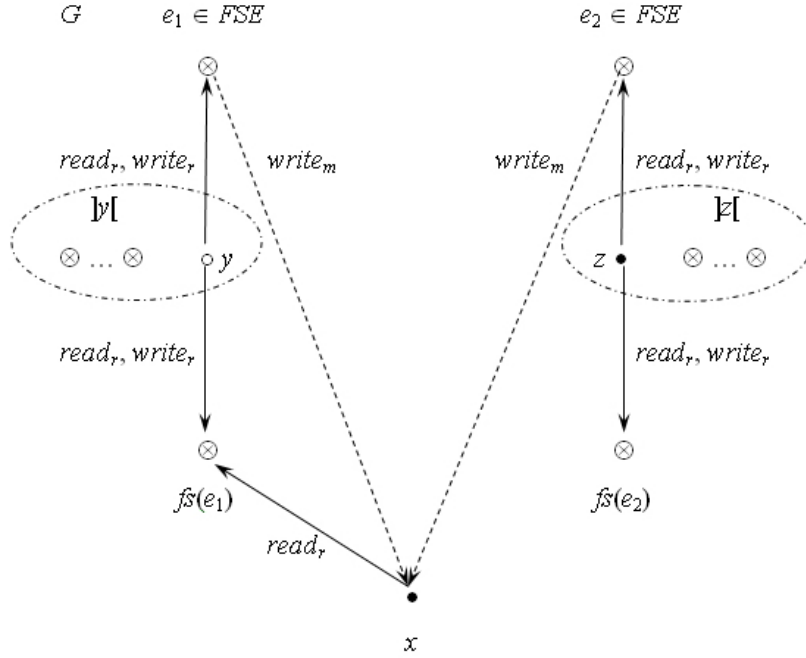 G e₁ ∈ FSE e₂ ∈ FSE
readᵣ, writeᵣ writeₘ writeₘ readᵣ, writeᵣ
]y[ ]z[
... y z ...
readᵣ, writeᵣ readᵣ, writeᵣ
fs(e₁) fs(e₂)
readᵣ
x